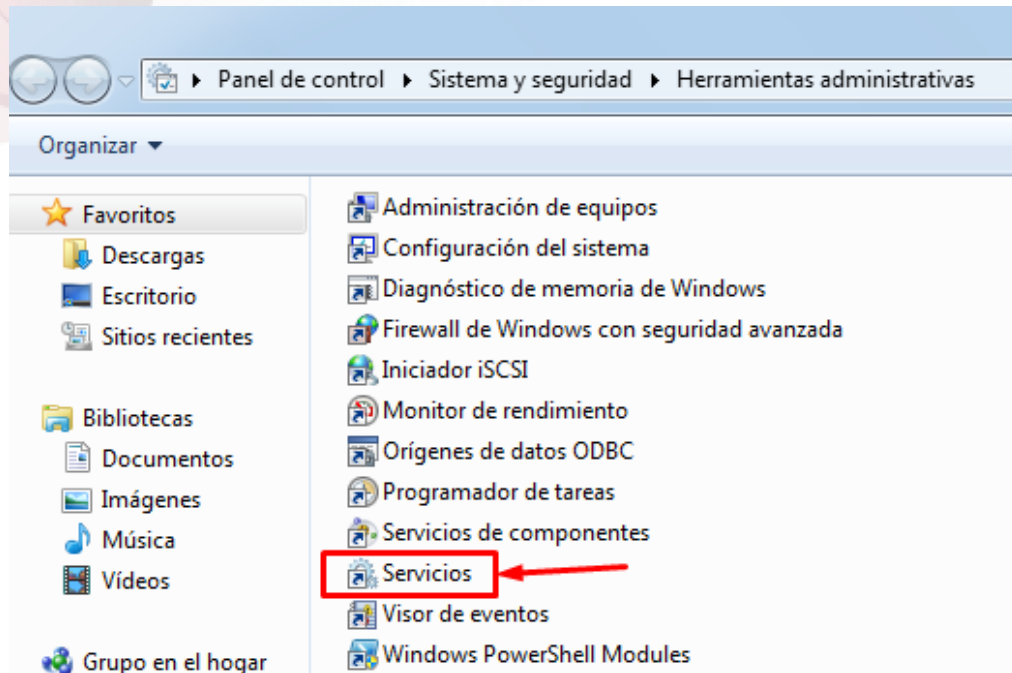 Panel de control Sistema y seguridad Herramientas administrativas
Organizar
Favoritos
Descargas
Escritorio
Sitios recientes
Bibliotecas
Documentos
Imágenes
Música
Vídeos
Grupo en el hogar
Administración de equipos
Configuración del sistema
Diagnóstico de memoria de Windows
Firewall de Windows con seguridad avanzada
Iniciador iSCSI
Monitor de rendimiento
Orígenes de datos ODBC
Programador de tareas
Servicios de componentes
Servicios
Visor de eventos
Windows PowerShell Modules